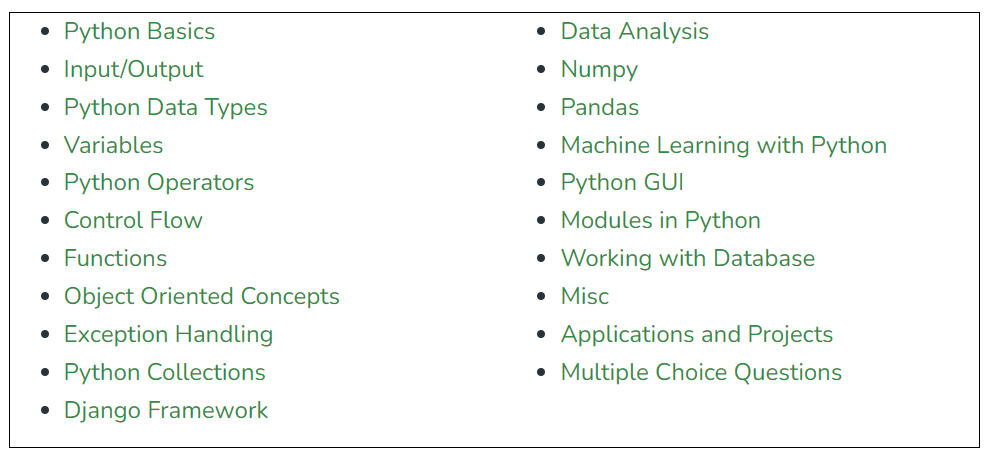 Python Basics
Input/Output
Python Data Types
Variables
Python Operators
Control Flow
Functions
Object Oriented Concepts
Exception Handling
Python Collections
Django Framework
Data Analysis
Numpy
Pandas
Machine Learning with Python
Python GUI
Modules in Python
Working with Database
Misc
Applications and Projects
Multiple Choice Questions